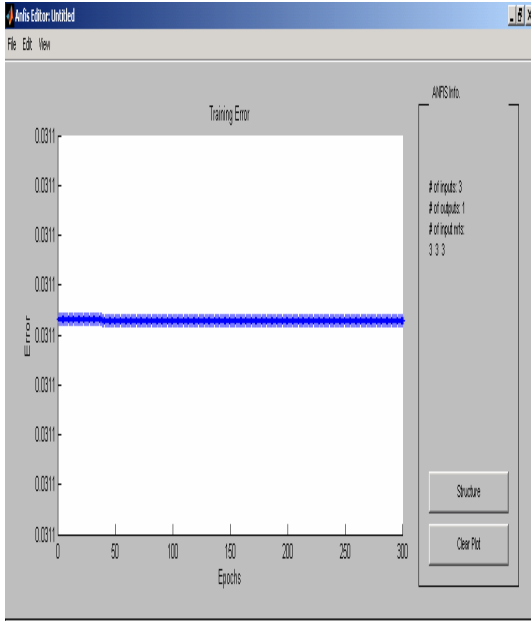 Anfis Editor: Untitled
File Edit View
Training Error
0.0311
0.0311
0.0311
0.0311
0.0311
0.0311
0.0311
0.0311
0.0311
Error
0 50 100 150 200 250 300
Epochs
ANFIS Info.
# of inputs: 3
# of outputs: 1
# of input mfs:
3 3 3
Structure
Clear Plot